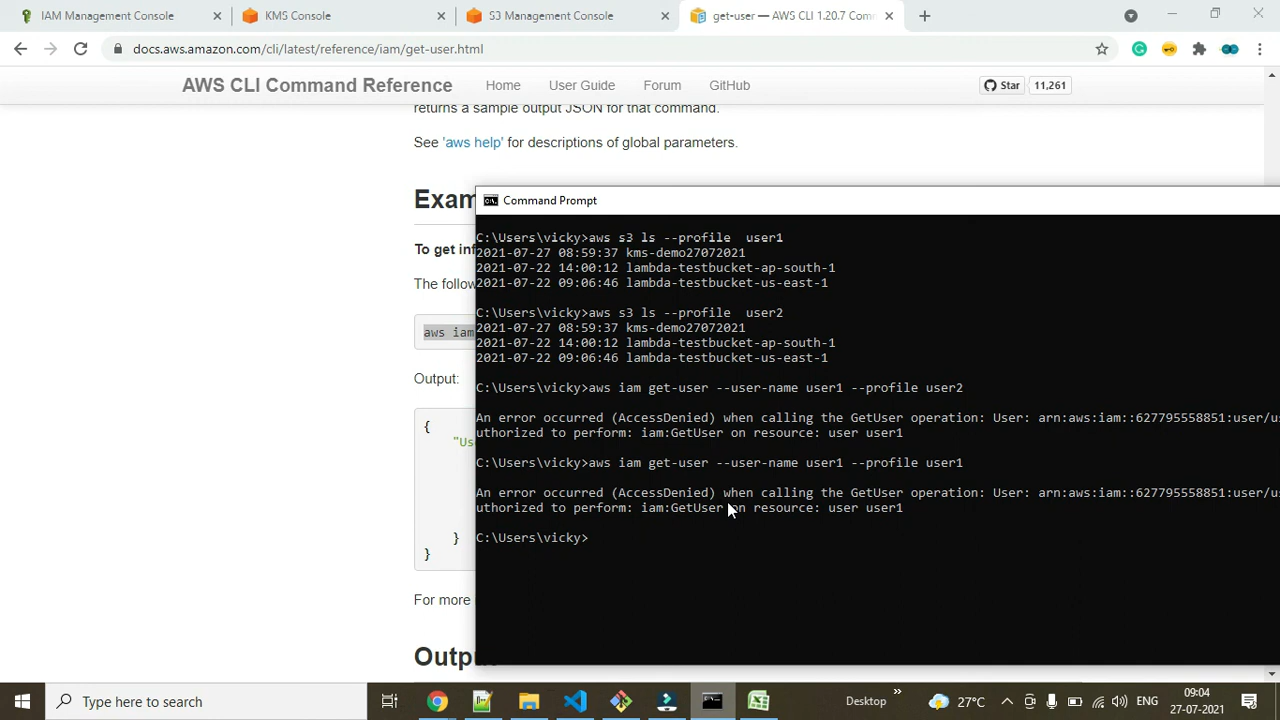 IAM Management Console
KMS Console
S3 Management Console
get-user — AWS CLI 1.20.7 Com
docs.aws.amazon.com/cli/latest/reference/iam/get-user.html
AWS CLI Command Reference Home User Guide Forum GitHub Star 11,261
returns a sample output JSON for that command.
See 'aws help' for descriptions of global parameters.
Exam
To get inf
The follow
aws iam
Output:
{
"Us
}
}
For more
Outpu
Command Prompt
C:\Users\vicky>aws s3 ls --profile  user1
2021-07-27 08:59:37 kms-demo27072021
2021-07-22 14:00:12 lambda-testbucket-ap-south-1
2021-07-22 09:06:46 lambda-testbucket-us-east-1
C:\Users\vicky>aws s3 ls --profile  user2
2021-07-27 08:59:37 kms-demo27072021
2021-07-22 14:00:12 lambda-testbucket-ap-south-1
2021-07-22 09:06:46 lambda-testbucket-us-east-1
C:\Users\vicky>aws iam get-user --user-name user1 --profile user2
An error occurred (AccessDenied) when calling the GetUser operation: User: arn:aws:iam::627795558851:user/us
uthorized to perform: iam:GetUser on resource: user user1
C:\Users\vicky>aws iam get-user --user-name user1 --profile user1
An error occurred (AccessDenied) when calling the GetUser operation: User: arn:aws:iam::627795558851:user/us
uthorized to perform: iam:GetUser on resource: user user1
C:\Users\vicky>
Type here to search
Desktop
27°C
ENG
09:04
27-07-2021